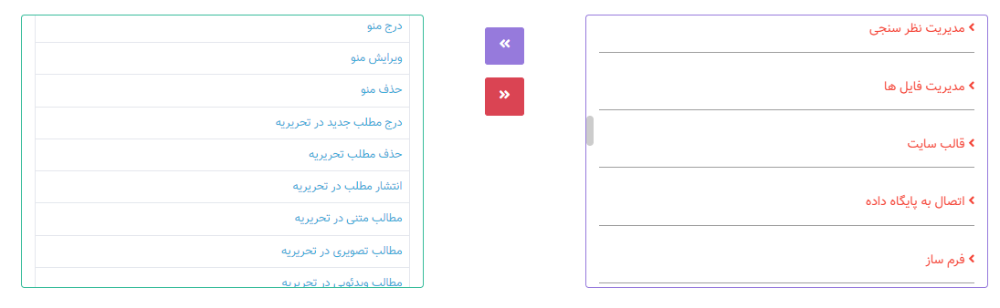 مدیریت نظر سنجی
مدیریت فایل ها
قالب سایت
اتصال به پایگاه داده
فرم ساز
«
»
درج منو
ویرایش منو
حذف منو
درج مطلب جدید در تحریریه
حذف مطلب تحریریه
انتشار مطلب در تحریریه
مطالب متنی در تحریریه
مطالب تصویری در تحریریه
مطالب ویدئویی در تحریریه